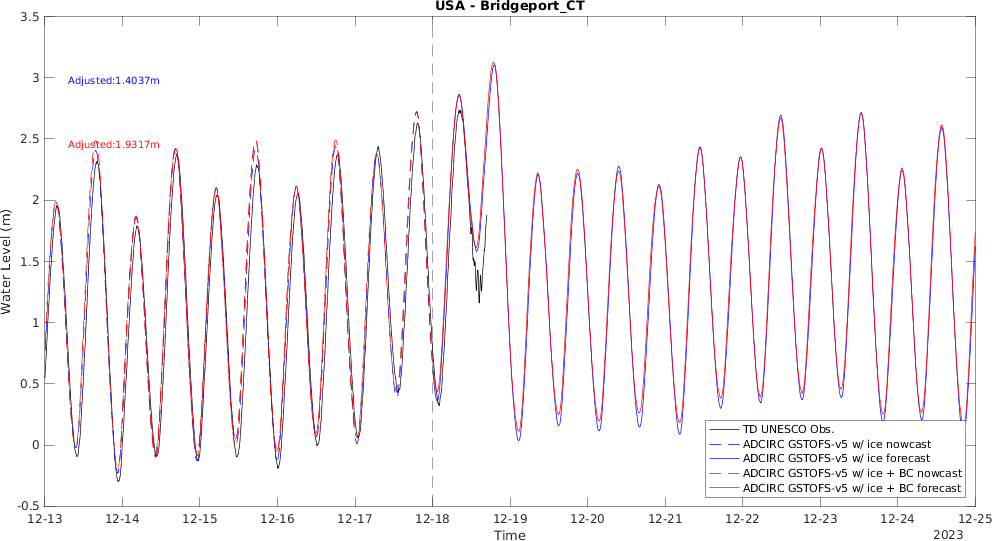 USA - Bridgeport_CT
3.5
3
2.5
2
1.5
1
0.5
0
-0.5
Water Level (m)
Adjusted:1.4037m
Adjusted:1.9317m
TD UNESCO Obs.
ADCIRC GSTOFS-v5 w/ ice nowcast
ADCIRC GSTOFS-v5 w/ ice forecast
ADCIRC GSTOFS-v5 w/ ice + BC nowcast
ADCIRC GSTOFS-v5 w/ ice + BC forecast
12-13 12-14 12-15 12-16 12-17 12-18 12-19 12-20 12-21 12-22 12-23 12-24 12-25
Time
2023